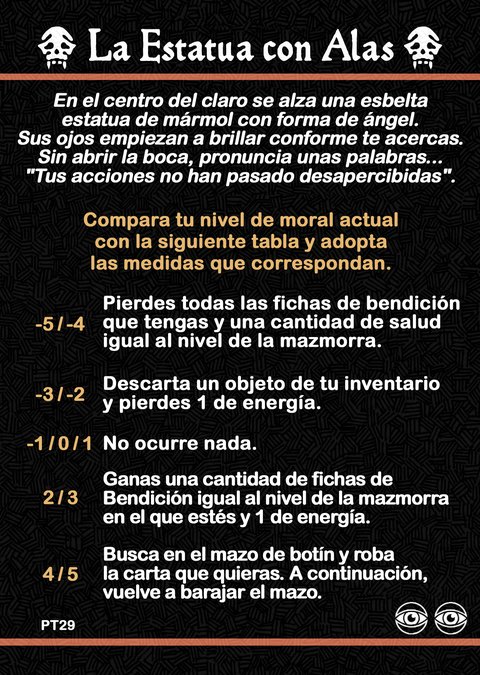 La Estatua con Alas
En el centro del claro se alza una esbelta
estatua de mármol con forma de ángel.
Sus ojos empiezan a brillar conforme te acercas.
Sin abrir la boca, pronuncia unas palabras...
"Tus acciones no han pasado desapercibidas".
Compara tu nivel de moral actual
con la siguiente tabla y adopta
las medidas que correspondan.
-5 / -4
Pierdes todas las fichas de bendición
que tengas y una cantidad de salud
igual al nivel de la mazmorra.
-3 / -2
Descarta un objeto de tu inventario
y pierdes 1 de energía.
-1 / 0 / 1 No ocurre nada.
2 / 3
Ganas una cantidad de fichas de
Bendición igual al nivel de la mazmorra
en el que estés y 1 de energía.
4 / 5
Busca en el mazo de botín y roba
la carta que quieras. A continuación,
vuelve a barajar el mazo.
PT29